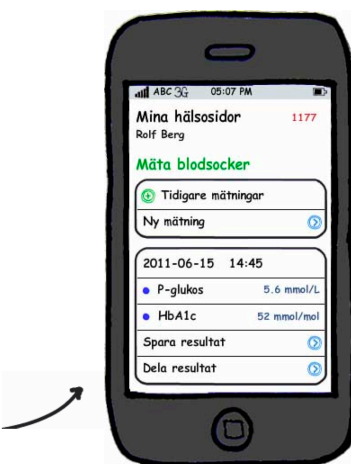 ABC 3G 05:07 PM
Mina hälsosidor 1177
Rolf Berg
Mäta blodsocker
Tidigare mätningar
Ny mätning
2011-06-15 14:45
P-glukos 5.6 mmol/L
HbA1c 52 mmol/mol
Spara resultat
Dela resultat